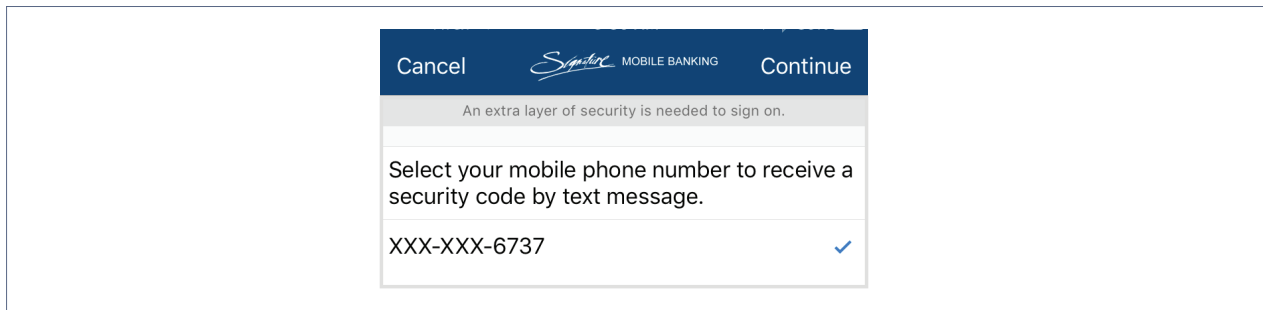 Cancel Signature MOBILE BANKING Continue
An extra layer of security is needed to sign on.
Select your mobile phone number to receive a
security code by text message.
XXX-XXX-6737